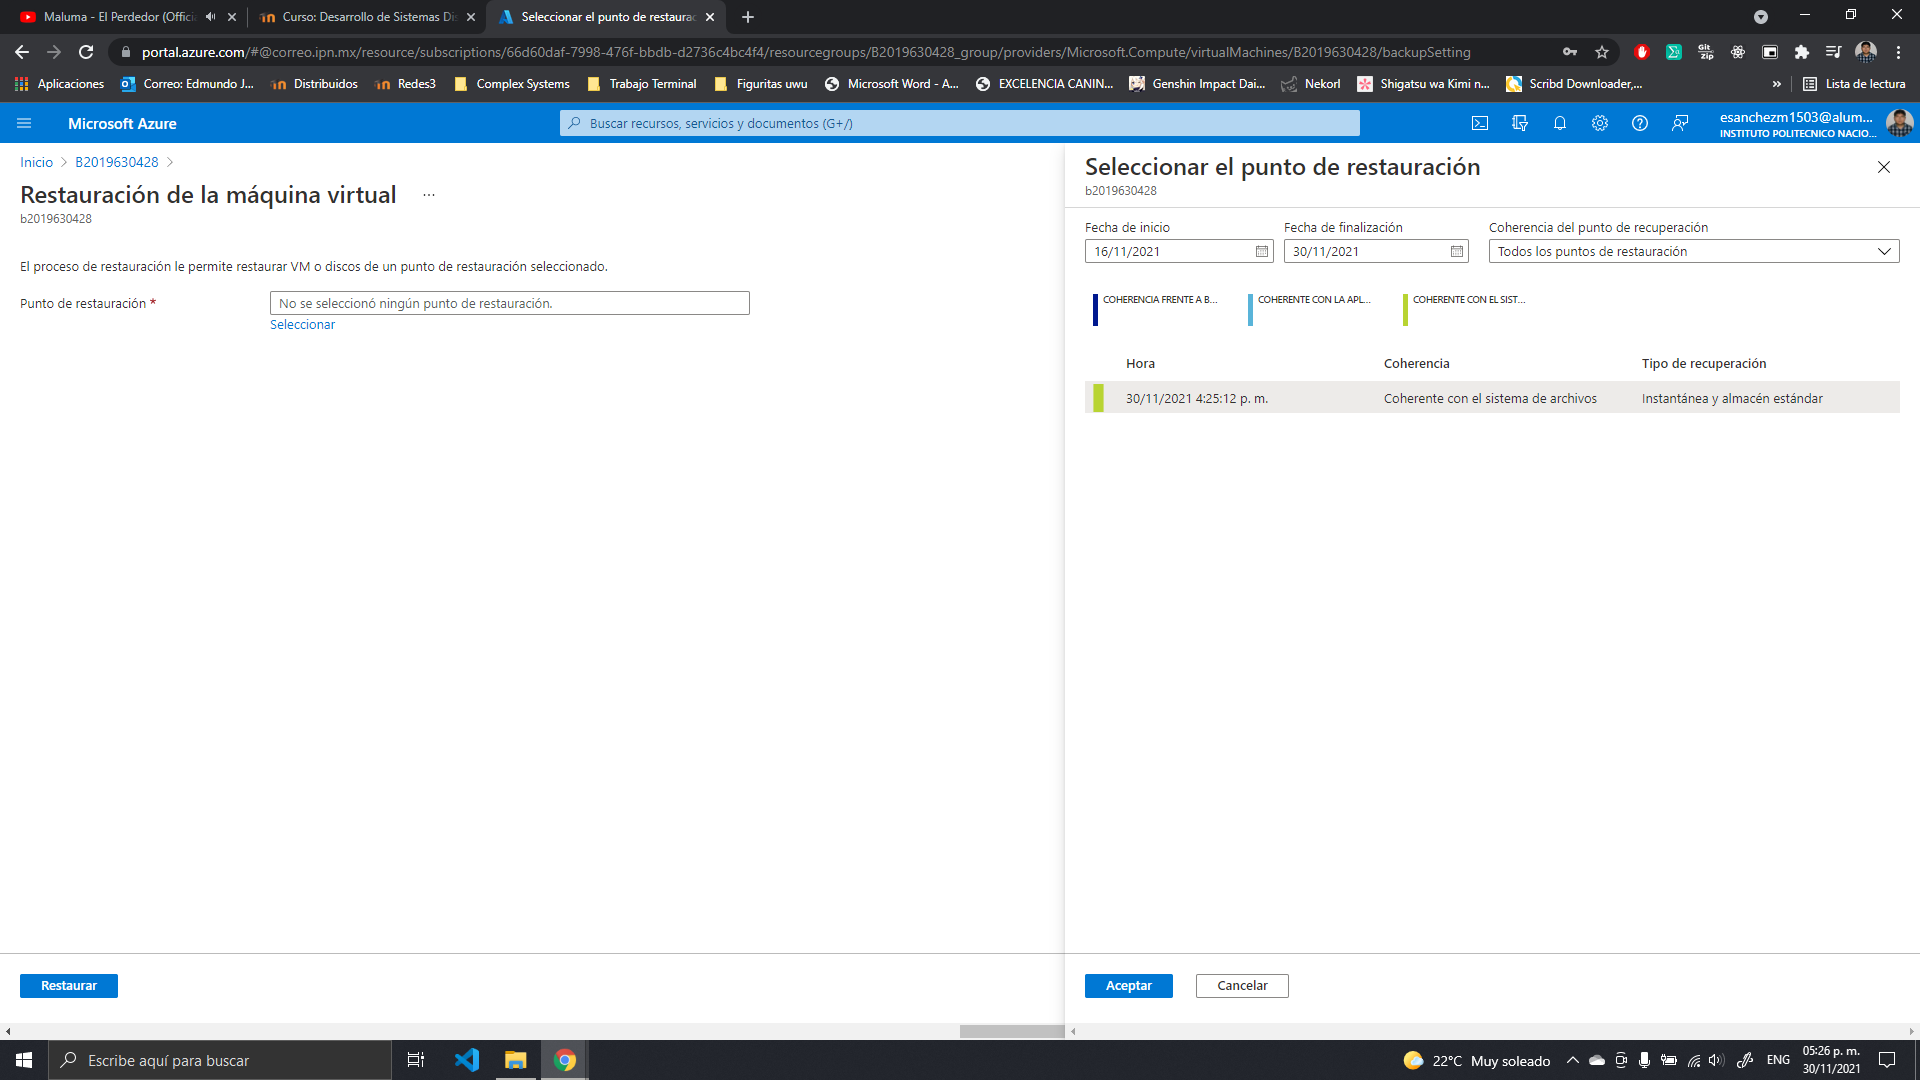 Maluma - El Perdedor (Offici
Curso: Desarrollo de Sistemas Dis
Seleccionar el punto de restaurac
portal.azure.com/#@correo.ipn.mx/resource/subscriptions/66d60daf-7998-476f-bbdb-d2736c4bc4f4/resourcegroups/B2019630428_group/providers/Microsoft.Compute/virtualMachines/B2019630428/backupSetting
Aplicaciones
Correo: Edmundo J...
Distribuidos
Redes3
Complex Systems
Trabajo Terminal
Figuritas uwu
Microsoft Word - A...
EXCELENCIA CANIN...
Genshin Impact Dai...
Nekorl
Shigatsu wa Kimi n...
Scribd Downloader,...
»
Lista de lectura
Microsoft Azure
Buscar recursos, servicios y documentos (G+/)
esanchezm1503@alum...
INSTITUTO POLITECNICO NACIO...
Inicio > B2019630428 >
Restauración de la máquina virtual ...
b2019630428
El proceso de restauración le permite restaurar VM o discos de un punto de restauración seleccionado.
Punto de restauración *
No se seleccionó ningún punto de restauración.
Seleccionar
Restaurar
Seleccionar el punto de restauración
b2019630428
Fecha de inicio
Fecha de finalización
Coherencia del punto de recuperación
16/11/2021
30/11/2021
Todos los puntos de restauración
COHERENCIA FRENTE A B...
COHERENTE CON LA APL...
COHERENTE CON EL SIST...
Hora
Coherencia
Tipo de recuperación
30/11/2021 4:25:12 p. m.
Coherente con el sistema de archivos
Instantánea y almacén estándar
Aceptar
Cancelar
Escribe aquí para buscar
22°C Muy soleado
ENG
05:26 p. m.
30/11/2021